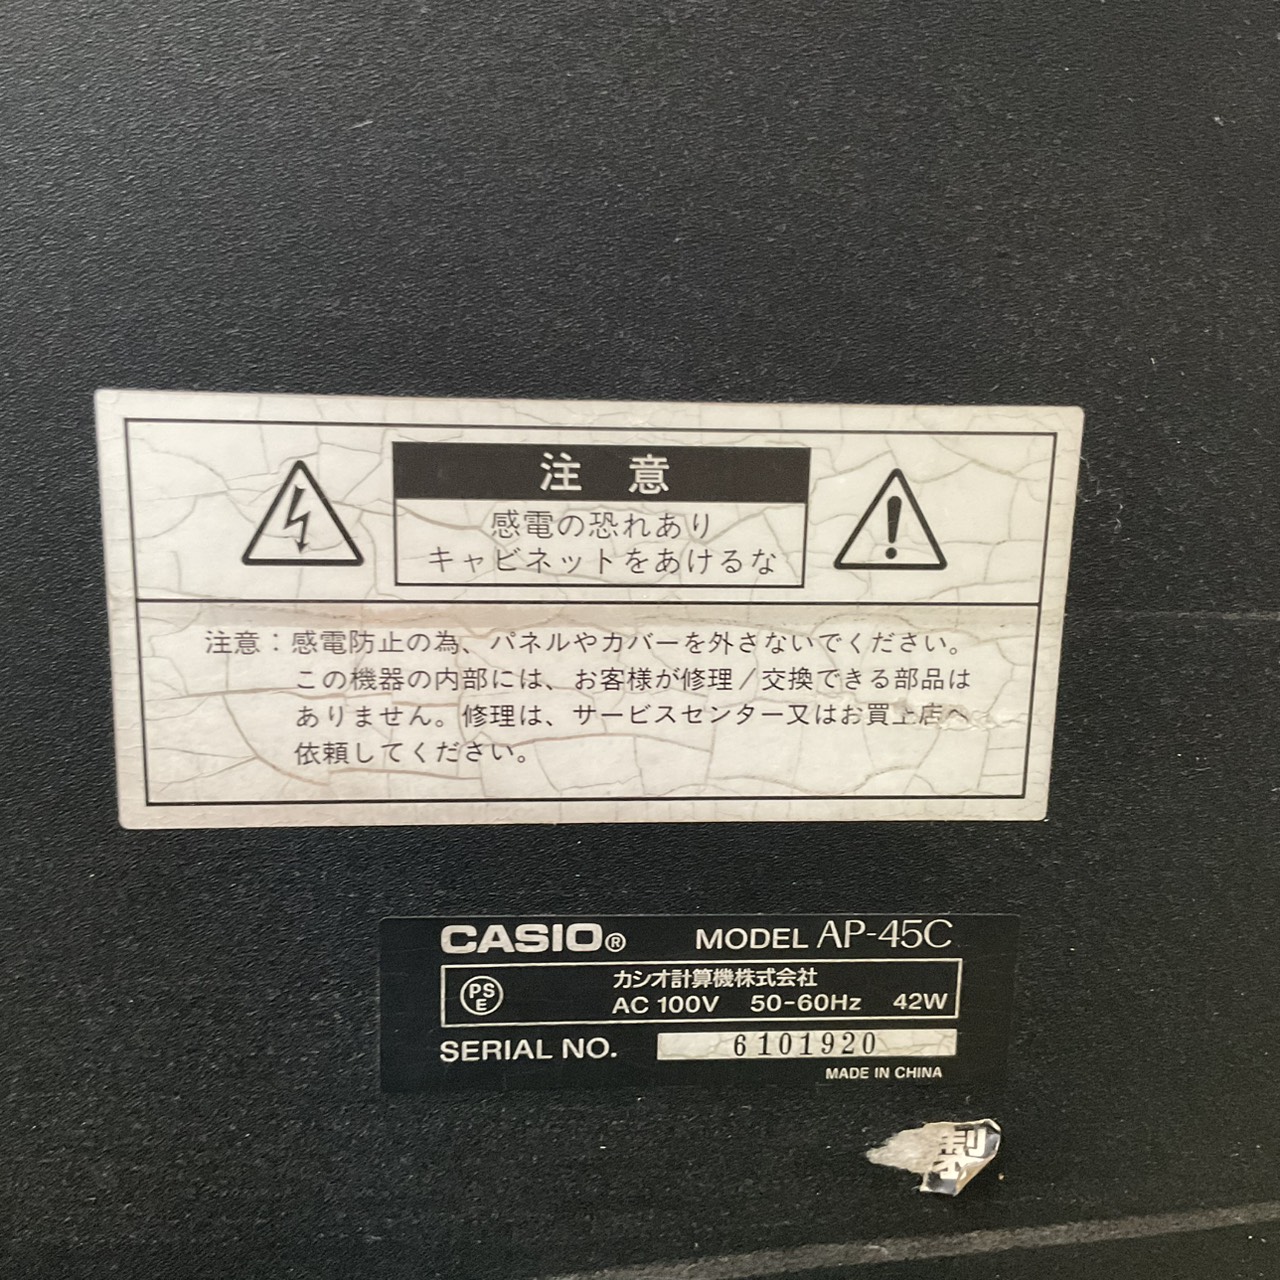 注意
感電の恐れあり
キャビネットをあけるな
注意：感電防止の為、パネルやカバーを外さないでください。
この機器の内部には、お客様が修理／交換できる部品は
ありません。修理は、サービスセンター又はお買上店へ
依頼してください。
CASIO® MODEL AP-45C
PSE
カシオ計算機株式会社
AC 100V 50-60Hz 42W
SERIAL NO. 6101920
MADE IN CHINA
製